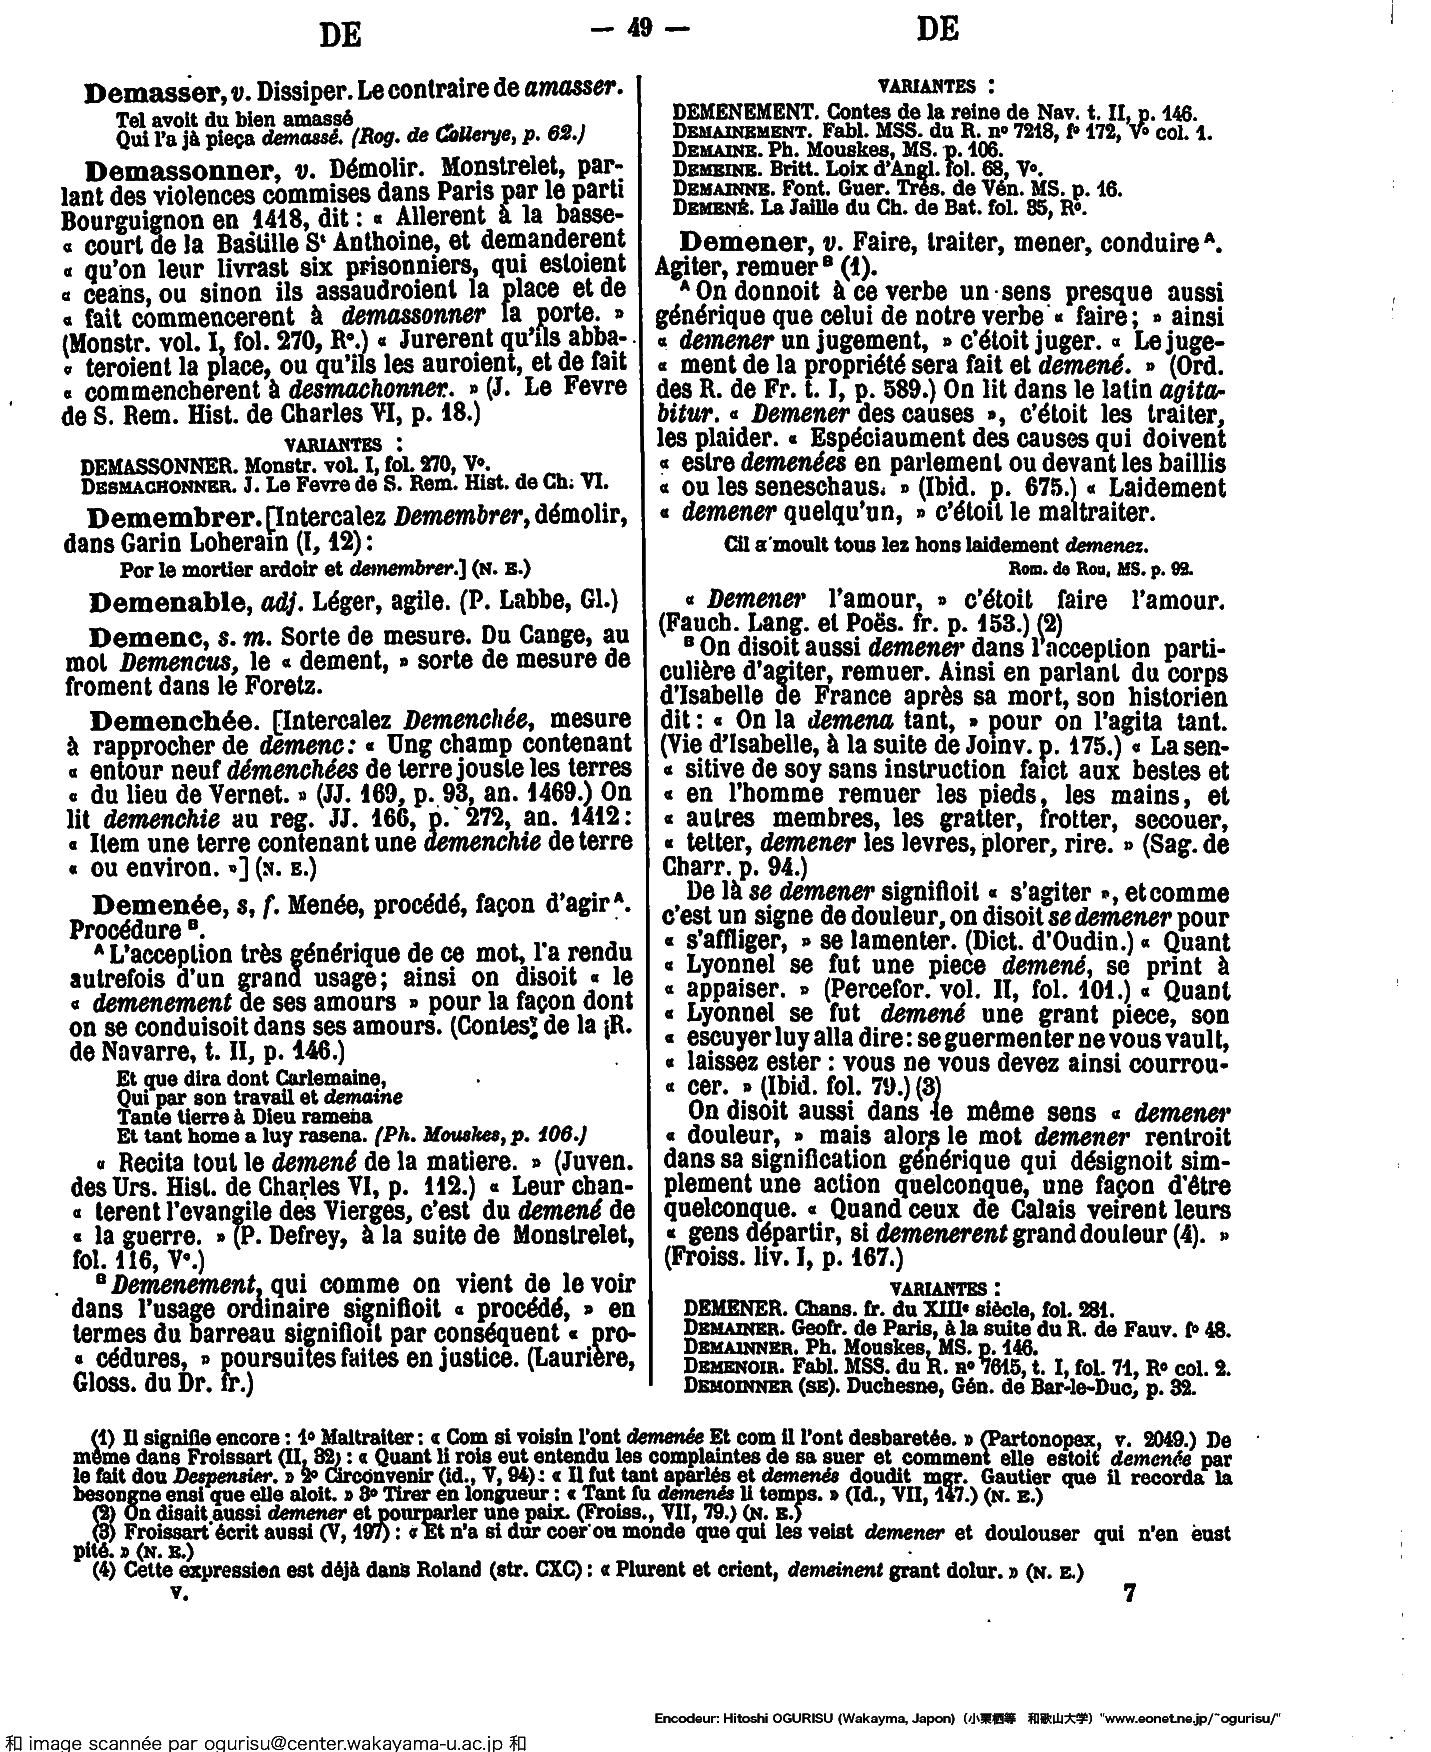 DE
— 49 —
DE
Demasser, v. Dissiper. Le contraire de amasser.
Tel avoit du bien amassé
Qui l'a jà pieça demassé. (Rog. de Collerye, p. 62.)
Demassonner, v. Démolir. Monstrelet, par-
lant des violences commises dans Paris par le parti
Bourguignon en 1418, dit : « Allerent à la basse-
« court de la Bastille St Anthoine, et demanderent
« qu'on leur livrast six prisonniers, qui estoient
« ceans, ou sinon ils assaudroient la place et de
« fait commencerent à demassonner la porte. »
(Monstr. vol. I, fol. 270, Ro.) « Jurerent qu'ils abba-
« teroient la place, ou qu'ils les auroient, et de fait
« commencherent à desmachonner. » (J. Le Fevre
de S. Rem. Hist. de Charles VI, p. 18.)
VARIANTES :
DEMASSONNER. Monstr. vol. I, fol. 270, Vo.
DESMACHONNER. J. Le Fevre de S. Rem. Hist. de Ch. VI.
Demembrer. [Intercalez Demembrer, démolir,
dans Garin Loherain (I, 12) :
Por le mortier ardoir et demembrer.] (N. E.)
Demenable, adj. Léger, agile. (P. Labbe, Gl.)
Demenc, s. m. Sorte de mesure. Du Cange, au
mot Demencus, le « dement, » sorte de mesure de
froment dans le Foretz.
Demenchée. [Intercalez Demenchée, mesure
à rapprocher de demenc : « Ung champ contenant
« entour neuf démenchées de terre jouste les terres
« du lieu de Vernet. » (JJ. 169, p. 93, an. 1469.) On
lit demenchie au reg. JJ. 166, p. 272, an. 1412 :
« Item une terre contenant une demenchie de terre
« ou environ. »] (N. E.)
Demenée, s, f. Menée, procédé, façon d'agir A.
Procédure B.
A L'acception très générique de ce mot, l'a rendu
autrefois d'un grand usage ; ainsi on disoit « le
« demenement de ses amours » pour la façon dont
on se conduisoit dans ses amours. (Contes de la R.
de Navarre, t. II, p. 146.)
Et que dira dont Carlemaine,
Qui par son travail et demaine
Tante tierre à Dieu ramena
Et tant home a luy rasena. (Ph. Mouskes, p. 106.)
« Recita tout le demené de la matiere. » (Juven.
des Urs. Hist. de Charles VI, p. 112.) « Leur chan-
« terent l'evangile des Vierges, c'est du demené de
« la guerre. » (P. Defrey, à la suite de Monstrelet,
fol. 116, Vo.)
B Demenement, qui comme on vient de le voir
dans l'usage ordinaire signifioit « procédé, » en
termes du barreau signifioit par conséquent « pro-
« cédures, » poursuites faites en justice. (Laurière,
Gloss. du Dr. fr.)
VARIANTES :
DEMENEMENT. Contes de la reine de Nav. t. II, p. 146.
DEMAINEMENT. Fabl. MSS. du R. no 7218, fo 172, Vo col. 1.
DEMAINE. Ph. Mouskes, MS. p. 106.
DEMEINE. Britt. Loix d'Angl. fol. 68, Vo.
DEMAINNE. Font. Guer. Trés. de Vén. MS. p. 16.
DEMENÉ. La Jaille du Ch. de Bat. fol. 35, Ro.
Demener, v. Faire, traiter, mener, conduire A.
Agiter, remuer B (1).
A On donnoit à ce verbe un sens presque aussi
générique que celui de notre verbe « faire ; » ainsi
« demener un jugement, » c'étoit juger. « Le juge-
« ment de la propriété sera fait et demené. » (Ord.
des R. de Fr. t. I, p. 589.) On lit dans le latin agita-
bitur. « Demener des causes », c'étoit les traiter,
les plaider. « Espéciaument des causes qui doivent
« estre demenées en parlement ou devant les baillis
« ou les seneschaus. » (Ibid. p. 675.) « Laidement
« demener quelqu'un, » c'étoit le maltraiter.
Cil a moult tous lez hons laidement demenez.
Rom. de Rou, MS. p. 92.
« Demener l'amour, » c'étoit faire l'amour.
(Fauch. Lang. et Poës. fr. p. 153.) (2)
B On disoit aussi demener dans l'acception parti-
culière d'agiter, remuer. Ainsi en parlant du corps
d'Isabelle de France après sa mort, son historien
dit : « On la demena tant, » pour on l'agita tant.
(Vie d'Isabelle, à la suite de Joinv. p. 175.) « La sen-
« sitive de soy sans instruction faict aux bestes et
« en l'homme remuer les pieds, les mains, et
« autres membres, les gratter, frotter, secouer,
« tetter, demener les levres, plorer, rire. » (Sag. de
Charr. p. 94.)
De là se demener signifioit « s'agiter », et comme
c'est un signe de douleur, on disoit se demener pour
« s'affliger, » se lamenter. (Dict. d'Oudin.) « Quant
« Lyonnel se fut une piece demené, se print à
« appaiser. » (Percefor. vol. II, fol. 101.) « Quant
« Lyonnel se fut demené une grant piece, son
« escuyer luy alla dire : se guermenter ne vous vault,
« laissez ester : vous ne vous devez ainsi courrou-
« cer. » (Ibid. fol. 79.) (3)
On disoit aussi dans le même sens « demener
« douleur, » mais alors le mot demener rentroit
dans sa signification générique qui désignoit sim-
plement une action quelconque, une façon d'être
quelconque. « Quand ceux de Calais veirent leurs
« gens départir, si demenerent grand douleur (4). »
(Froiss. liv. I, p. 167.)
VARIANTES :
DEMENER. Chans. fr. du XIIIe siècle, fol. 281.
DEMAINER. Geofr. de Paris, à la suite du R. de Fauv. fo 48.
DEMAINNER. Ph. Mouskes, MS. p. 146.
DEMENOIR. Fabl. MSS. du R. no 7615, t. I, fol. 71, Ro col. 2.
DEMOINNER (SE). Duchesne, Gén. de Bar-le-Duc, p. 32.
(1) Il signifie encore : 1o Maltraiter : « Com si voisin l'ont demenée Et com il l'ont desbaretée. » (Partonopex, v. 2049.) De
même dans Froissart (II, 32) : « Quant li rois eut entendu les complaintes de sa suer et comment elle estoit demenée par
le fait dou Despensier. » 2o Circonvenir (id., V, 94) : « Il fut tant aparlés et demenés doudit mgr. Gautier que il recorda la
besongne ensi que elle aloit. » 3o Tirer en longueur : « Tant fu demenés li temps. » (Id., VII, 147.) (N. E.)
(2) On disait aussi demener et pourparler une paix. (Froiss., VII, 79.) (N. E.)
(3) Froissart écrit aussi (V, 197) : « Et n'a si dur coer ou monde que qui les veist demener et doulouser qui n'en eust
pité. » (N. E.)
(4) Cette expression est déjà dans Roland (str. CXC) : « Plurent et crient, demeinent grant dolur. » (N. E.)
V.
7
Encodeur: Hitoshi OGURISU (Wakayma, Japon) (小栗栖等 和歌山大学) "www.eonet.ne.jp/~ogurisu/"
和 image scannée par ogurisu@center.wakayama-u.ac.jp 和